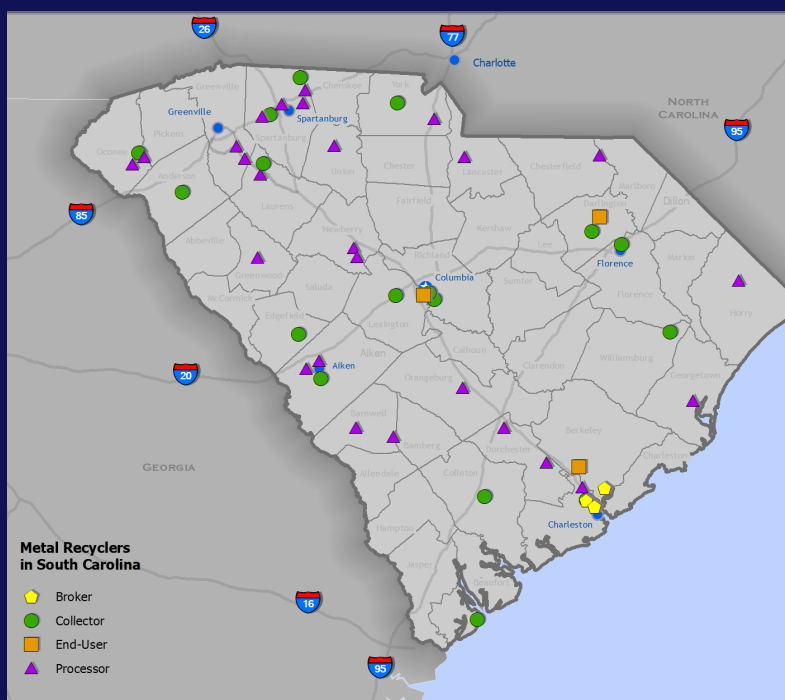 26
77
Charlotte
NORTH
CAROLINA
95
Greenville
Cherokee
York
Greenville
Spartanburg
Pickens
Spartanburg
Oconee
Union
Chester
Lancaster
Chesterfield
Marlboro
Anderson
Dillon
Darlington
Laurens
Fairfield
85
Abbeville
Newberry
Kershaw
Lee
Marion
Richland
Florence
Greenwood
Columbia
Saluda
Sumter
Florence
McCormick
Horry
Edgefield
Lexington
Calhoun
Aiken
Williamsburg
20
Aiken
Clarendon
Orangeburg
Georgetown
Barnwell
Berkeley
Bamberg
Dorchester
Charleston
GEORGIA
Allendale
Colleton
Hampton
Charleston
Jasper
Beaufort
Metal Recyclers
in South Carolina
Broker
Collector
End-User
Processor
16
95